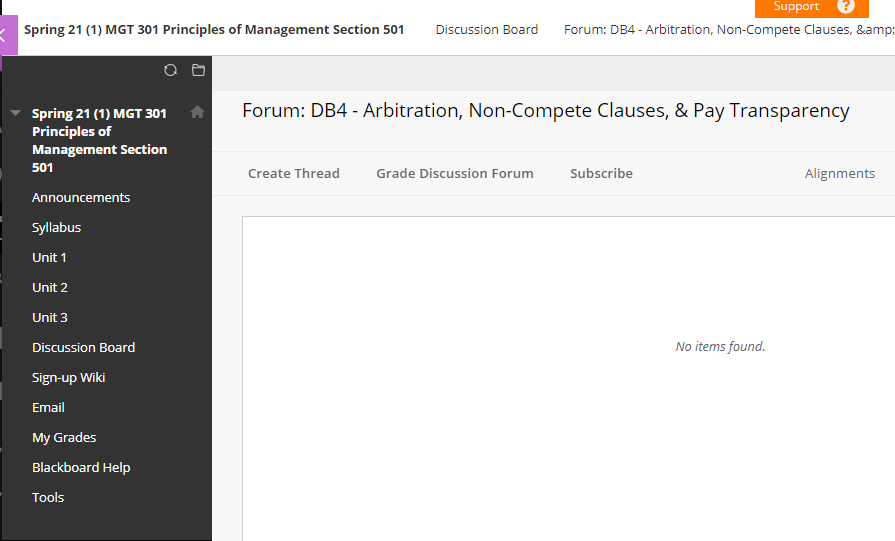 Support ?
Spring 21 (1) MGT 301 Principles of Management Section 501 Discussion Board Forum: DB4 - Arbitration, Non-Compete Clauses, &amp;
Spring 21 (1) MGT 301
Principles of
Management Section
501
Announcements
Syllabus
Unit 1
Unit 2
Unit 3
Discussion Board
Sign-up Wiki
Email
My Grades
Blackboard Help
Tools
Forum: DB4 - Arbitration, Non-Compete Clauses, & Pay Transparency
Create Thread Grade Discussion Forum Subscribe Alignments
No items found.